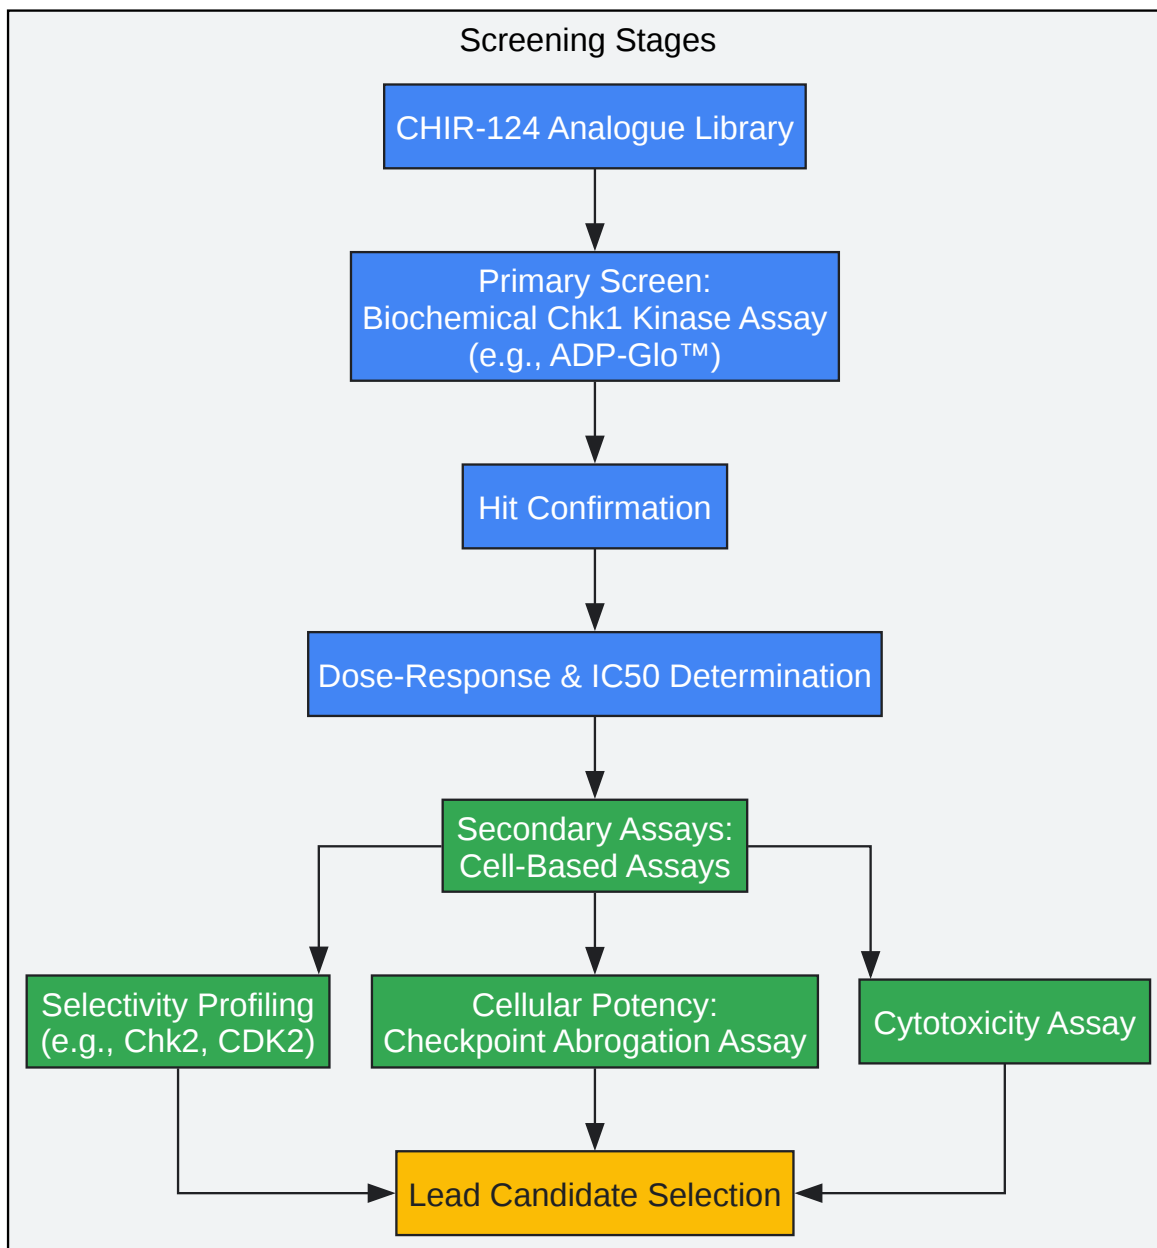 Screening Stages
CHIR-124 Analogue Library
Primary Screen:
Biochemical Chk1 Kinase Assay
(e.g., ADP-Glo™)
Hit Confirmation
Dose-Response & IC50 Determination
Secondary Assays:
Cell-Based Assays
Selectivity Profiling
(e.g., Chk2, CDK2)
Cellular Potency:
Checkpoint Abrogation Assay
Cytotoxicity Assay
Lead Candidate Selection